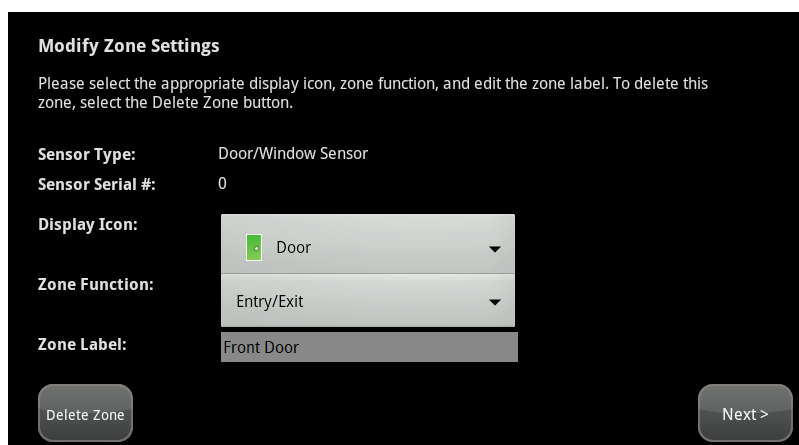 Modify Zone Settings
Please select the appropriate display icon, zone function, and edit the zone label. To delete this
zone, select the Delete Zone button.
Sensor Type: Door/Window Sensor
Sensor Serial #: 0
Display Icon: Door
Zone Function: Entry/Exit
Zone Label: Front Door
Delete Zone Next >